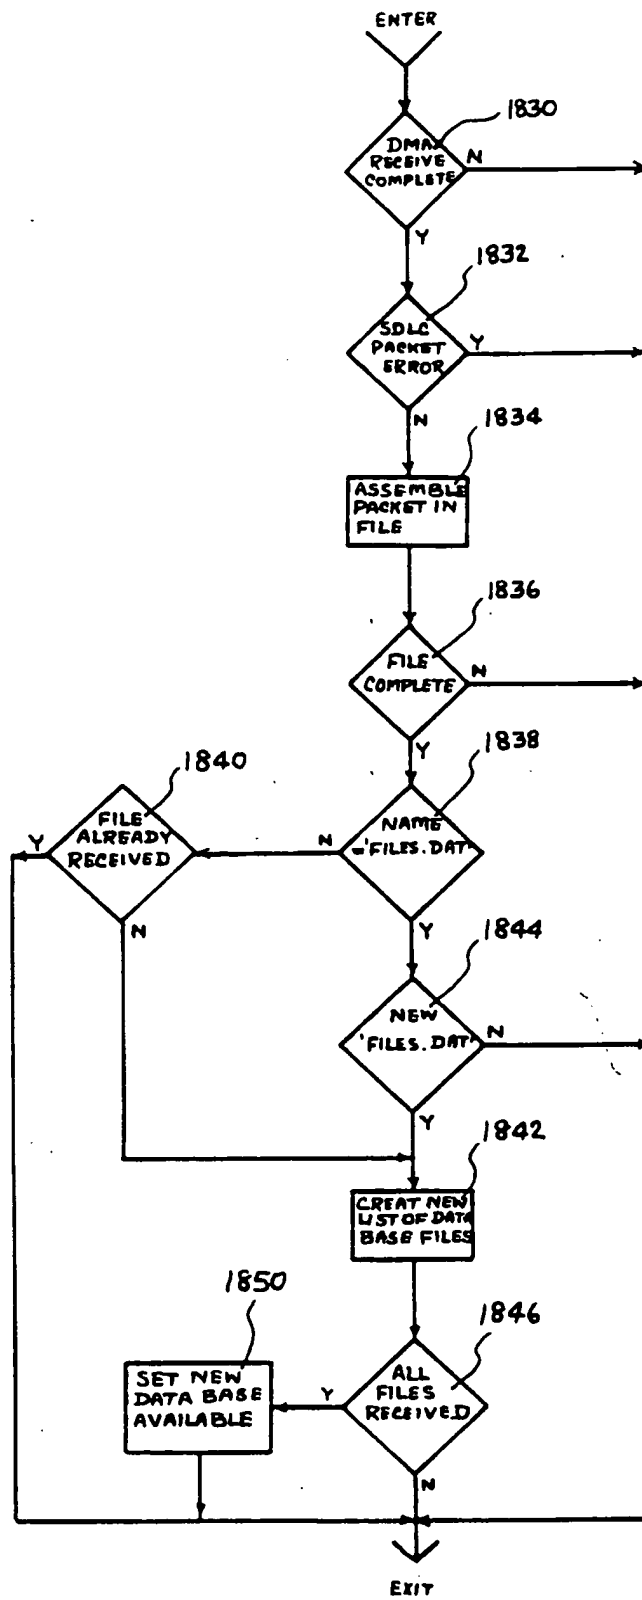 ENTER
1830
DMA
RECEIVE
COMPLETE
N
Y
1832
SDLC
PACKET
ERROR
Y
N
1834
ASSEMBLE
PACKET IN
FILE
1836
FILE
COMPLETE
N
Y
1838
1840
NAME
='FILES.DAT'
N
FILE
ALREADY
RECEIVED
Y
N
Y
1844
NEW
'FILES.DAT'
N
Y
1842
CREAT NEW
LIST OF DATA
BASE FILES
1850
1846
ALL
FILES
RECEIVED
Y
SET NEW
DATA BASE
AVAILABLE
N
EXIT